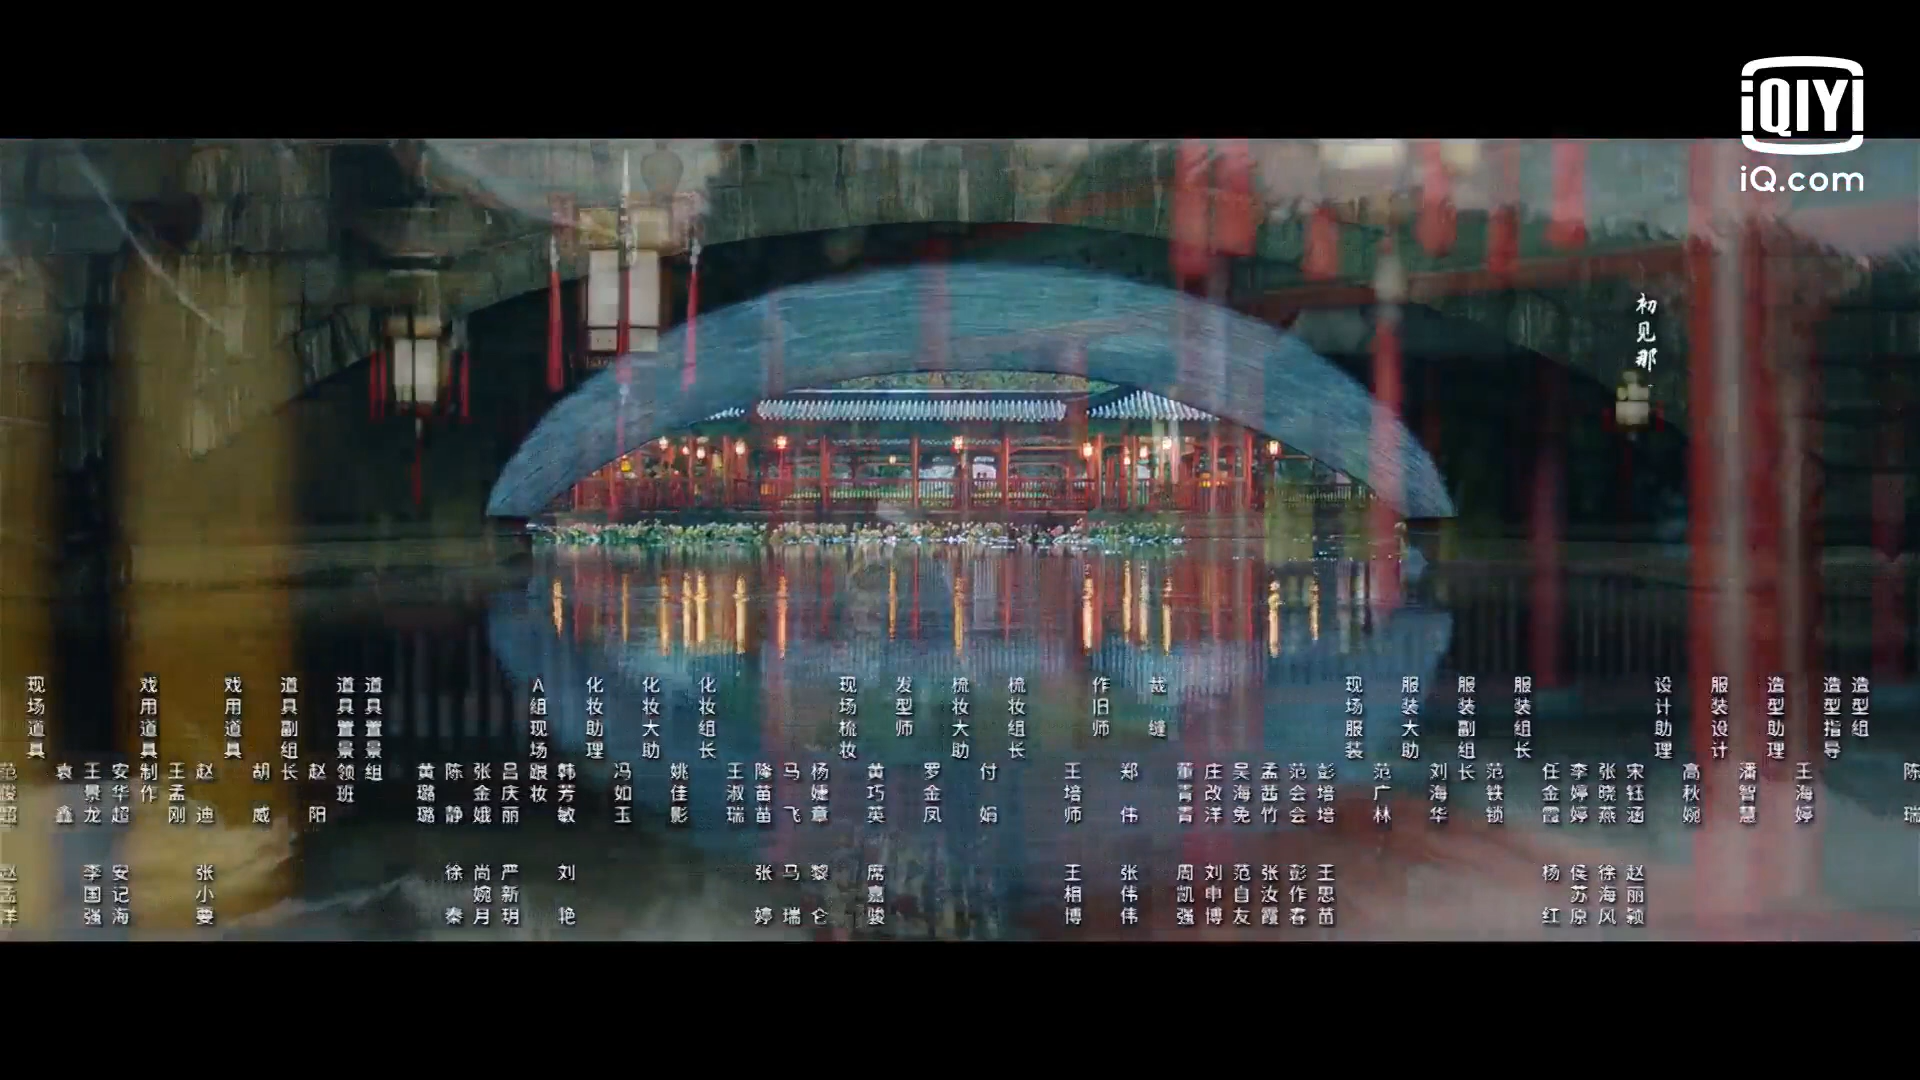 iQIYI
iQ.com
初见那
陈瑞
造型组
造型指导
王海婷
造型助理
潘智慧
服装设计
高秋婉
设计助理
宋钰涵 赵丽颖
张晓燕 徐海风
李婷婷 侯苏原
任金霞 杨红
服装组长
范铁锁
服装副组长
刘海华
服装大助
范广林
现场服装
彭培培 王思苗
范会会 彭作春
孟茜竹 张汝霞
吴海免 范自友
庄改洋 刘申博
董青青 周凯强
裁缝
郑伟 张伟伟
作旧师
王培师 王相博
梳妆组长
付娟
梳妆大助
罗金凤
发型师
黄巧英 席嘉骏
现场梳妆
杨婕章 黎仑
马飞 马瑞
隆苗苗 张婷
王淑瑞
化妆组长
姚佳影
化妆大助
冯如玉
化妆助理
韩芳敏 刘艳
A组现场跟妆
吕庆丽 严新玥
张金娥 尚婉月
陈静 徐秦
黄璐璐
道具置景组
道具置景领班
赵阳
道具副组长
胡威
戏用道具
赵迪 张小要
王孟刚
戏用道具制作
安华超 安记海
王景龙 李国强
袁鑫
现场道具